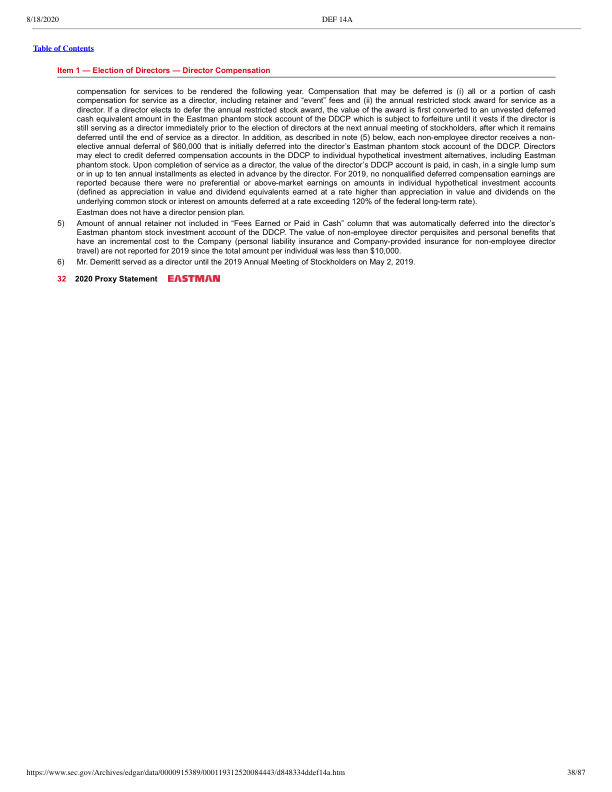 8/18/2020
DEF 14A
Table of Contents
Item 1 — Election of Directors — Director Compensation
compensation for services to be rendered the following year. Compensation that may be deferred is (i) all or a portion of cash
compensation for service as a director, including retainer and “event” fees and (ii) the annual restricted stock award for service as a
director. If a director elects to defer the annual restricted stock award, the value of the award is first converted to an unvested deferred
cash equivalent amount in the Eastman phantom stock account of the DDCP which is subject to forfeiture until it vests if the director is
still serving as a director immediately prior to the election of directors at the next annual meeting of stockholders, after which it remains
deferred until the end of service as a director. In addition, as described in note (5) below, each non-employee director receives a non-
elective annual deferral of $60,000 that is initially deferred into the director’s Eastman phantom stock account of the DDCP. Directors
may elect to credit deferred compensation accounts in the DDCP to individual hypothetical investment alternatives, including Eastman
phantom stock. Upon completion of service as a director, the value of the director’s DDCP account is paid, in cash, in a single lump sum
or in up to ten annual installments as elected in advance by the director. For 2019, no nonqualified deferred compensation earnings are
reported because there were no preferential or above-market earnings on amounts in individual hypothetical investment accounts
(defined as appreciation in value and dividend equivalents earned at a rate higher than appreciation in value and dividends on the
underlying common stock or interest on amounts deferred at a rate exceeding 120% of the federal long-term rate).
Eastman does not have a director pension plan.
5) Amount of annual retainer not included in “Fees Earned or Paid in Cash” column that was automatically deferred into the director’s
Eastman phantom stock investment account of the DDCP. The value of non-employee director perquisites and personal benefits that
have an incremental cost to the Company (personal liability insurance and Company-provided insurance for non-employee director
travel) are not reported for 2019 since the total amount per individual was less than $10,000.
6) Mr. Demeritt served as a director until the 2019 Annual Meeting of Stockholders on May 2, 2019.
32 2020 Proxy Statement EASTMAN
https://www.sec.gov/Archives/edgar/data/0000915389/000119312520084443/d848334ddef14a.htm
38/87